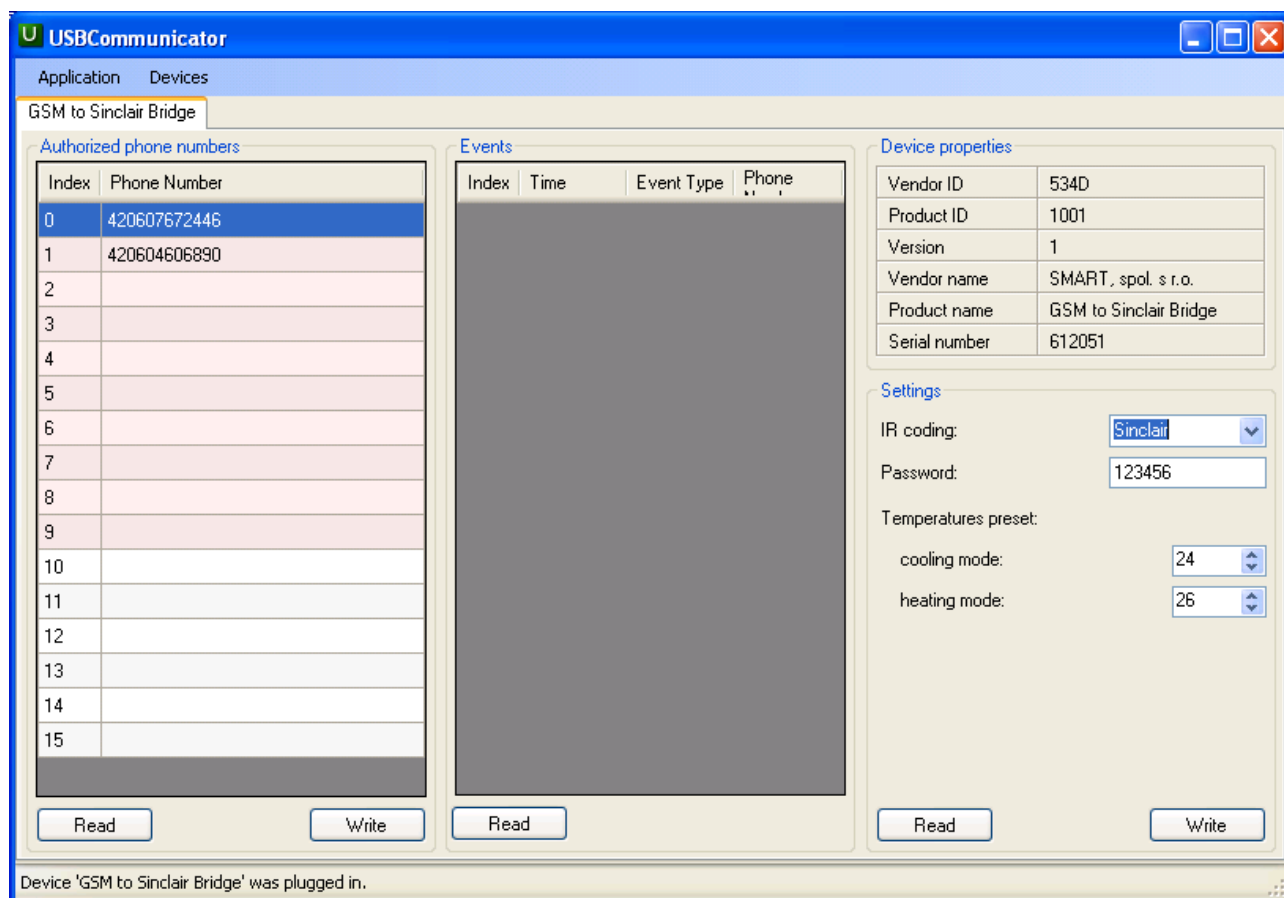 USBCommunicator
Application Devices
GSM to Sinclair Bridge
Authorized phone numbers
Index Phone Number
0 420607672446
1 420604606890
2
3
4
5
6
7
8
9
10
11
12
13
14
15
Read Write
Events
Index Time Event Type Phone
Read
Device properties
Vendor ID 534D
Product ID 1001
Version 1
Vendor name SMART, spol. s r.o.
Product name GSM to Sinclair Bridge
Serial number 612051
Settings
IR coding: Sinclair
Password: 123456
Temperatures preset:
cooling mode: 24
heating mode: 26
Read Write
Device 'GSM to Sinclair Bridge' was plugged in.